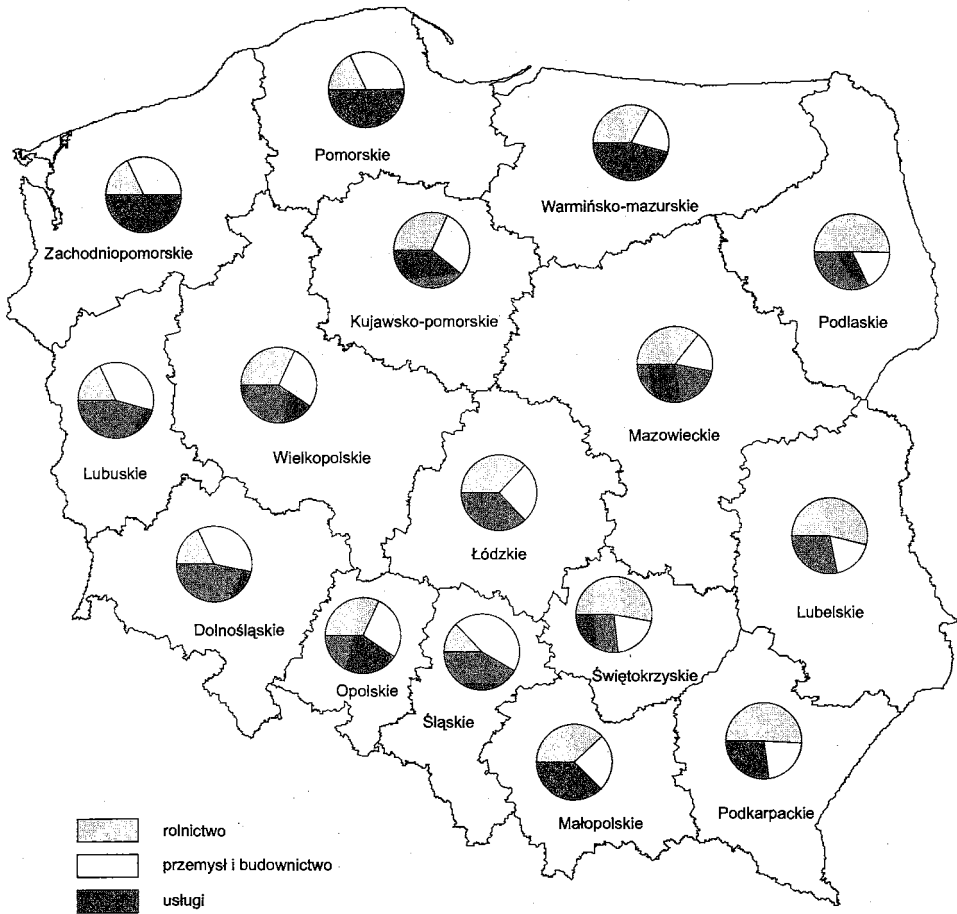 Pomorskie
Warmińsko-mazurskie
Zachodniopomorskie
Kujawsko-pomorskie
Podlaskie
Mazowieckie
Wielkopolskie
Lubuskie
Łódzkie
Lubelskie
Dolnośląskie
Świętokrzyskie
Opolskie
Śląskie
Podkarpackie
Małopolskie
rolnictwo
przemysł i budownictwo
usługi